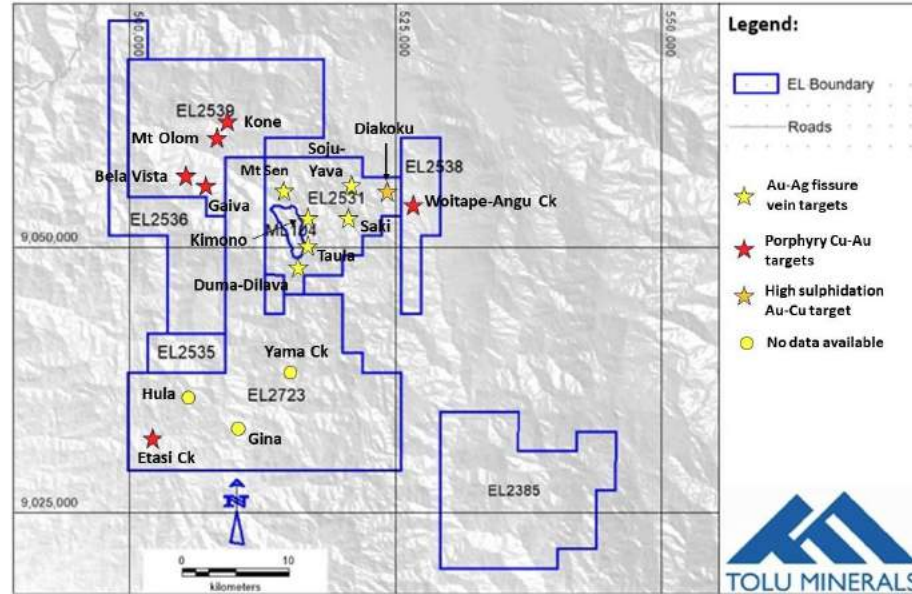 500,000
525,000
550,000
EL2539
Kone
Mt Olom
Diakoku
Soju-
Yava
Mt Sen
EL2538
Bela Vista
EL2531
Woitape-Angu Ck
Gaiva
EL2536
Saki
ML104
Kimono
9,050,000
Taula
Duma-Dilava
EL2535
Yama Ck
Hula
EL2723
Gina
Etasi Ck
EL2385
9,025,000
N
0 10
kilometers
Legend:
EL Boundary
Roads
Au-Ag fissure
vein targets
Porphyry Cu-Au
targets
High sulphidation
Au-Cu target
No data available
TOLU MINERALS